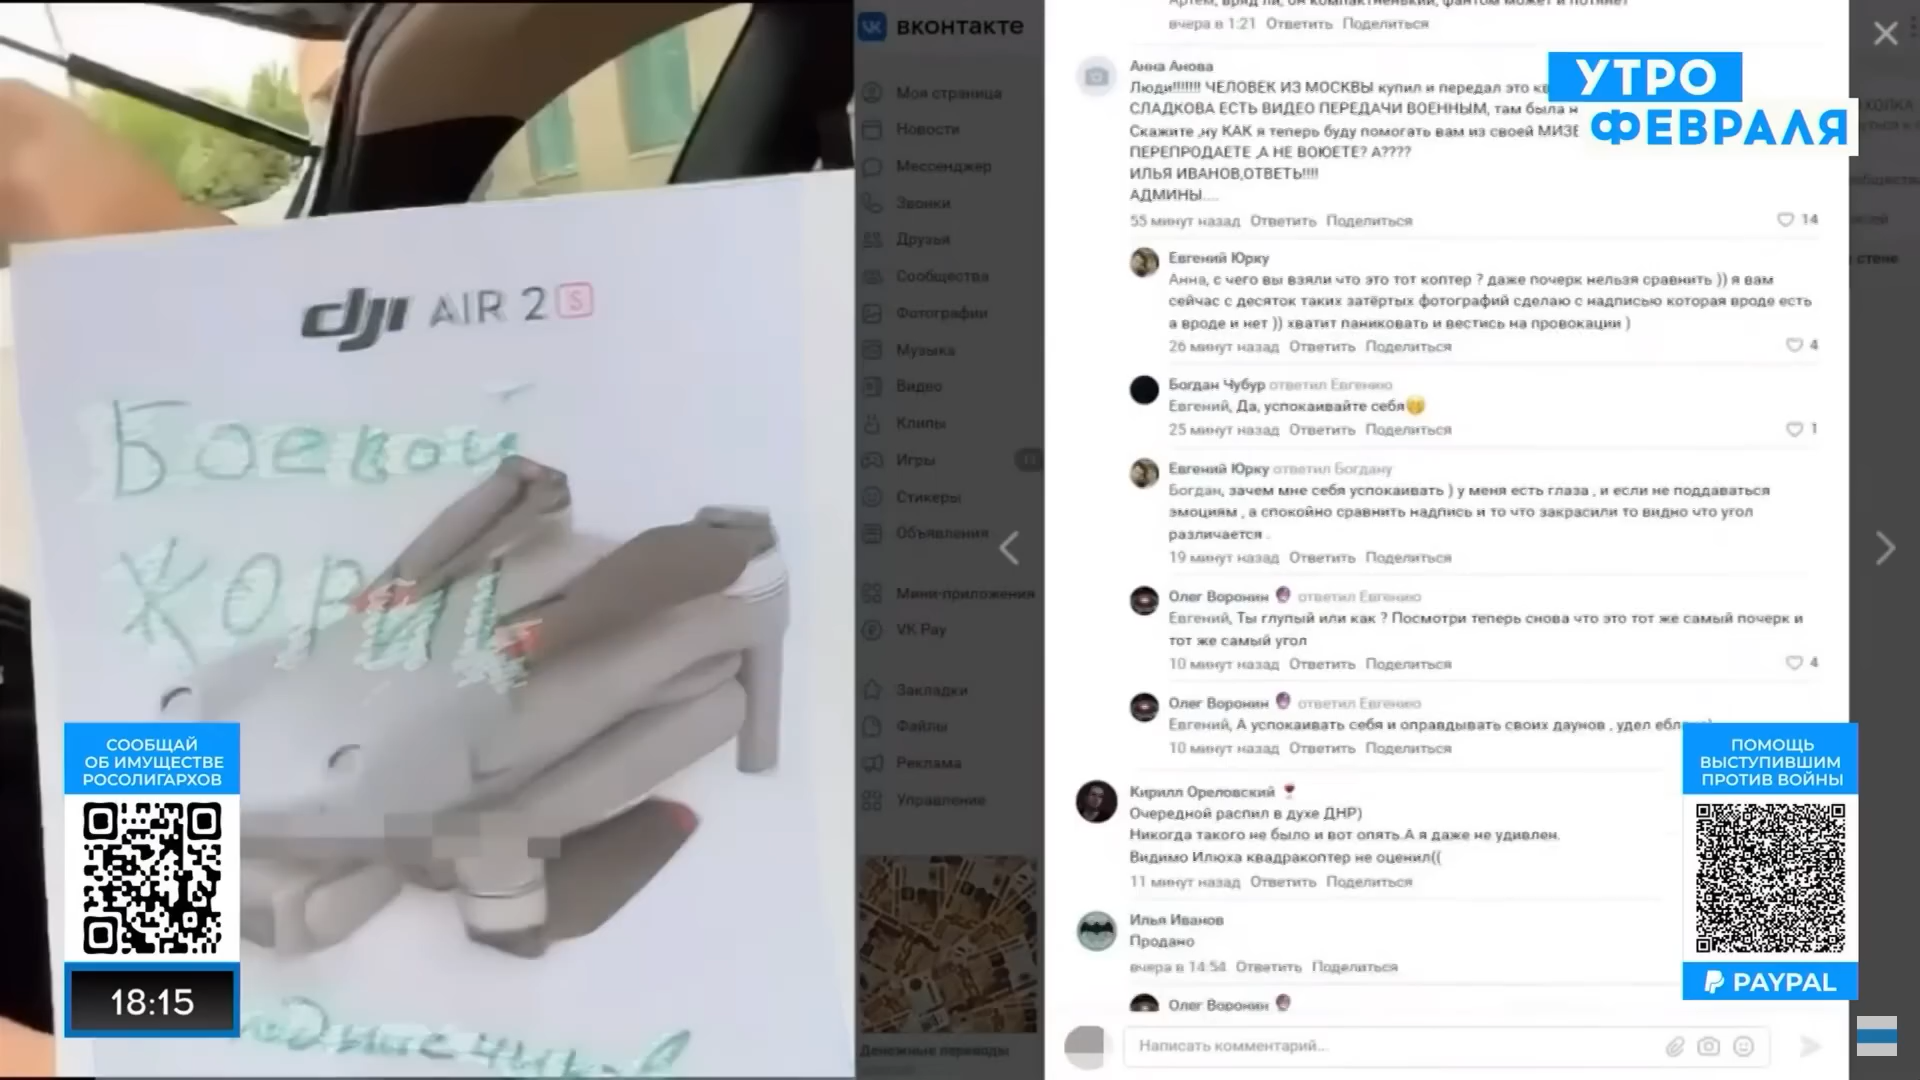 dji AIR 2S
Боевой
СООБЩАЙ
ОБ ИМУЩЕСТВЕ
РОСОЛИГАРХОВ
18:15
вконтакте
Моя страница
Новости
Мессенджер
Звонки
Друзья
Сообщества
Фотографии
Музыка
Видео
Клипы
Игры
Стикеры
Объявления
Мини-приложения
VK Pay
Закладки
Файлы
Реклама
Управление
Денежные переводы
Артём, вряд ли, он компактненький, фантом может и потянет
вчера в 1:21 Ответить Поделиться
Анна Анова
Люди!!!!!!! ЧЕЛОВЕК ИЗ МОСКВЫ купил и передал это
СЛАДКОВА ЕСТЬ ВИДЕО ПЕРЕДАЧИ ВОЕННЫМ, там была
Скажите ,ну КАК я теперь буду помогать вам из своей
ПЕРЕПРОДАЕТЕ ,А НЕ ВОЮЕТЕ? А????
ИЛЬЯ ИВАНОВ,ОТВЕТЬ!!!!
АДМИНЫ....
55 минут назад Ответить Поделиться 14
Евгений Юрку
Анна, с чего вы взяли что это тот коптер ? даже почерк нельзя сравнить )) я вам
сейчас с десяток таких затёртых фотографий сделаю с надписью которая вроде есть
а вроде и нет )) хватит паниковать и вестись на провокации )
26 минут назад Ответить Поделиться 4
Богдан Чубур ответил Евгению
Евгений, Да, успокаивайте себя
25 минут назад Ответить Поделиться 1
Евгений Юрку ответил Богдану
Богдан, зачем мне себя успокаивать ) у меня есть глаза , и если не поддаваться
эмоциям , а спокойно сравнить надпись и то что закрасили то видно что угол
различается .
19 минут назад Ответить Поделиться
Олег Воронин ответил Евгению
Евгений, Ты глупый или как ? Посмотри теперь снова что это тот же самый почерк и
тот же самый угол
10 минут назад Ответить Поделиться 4
Олег Воронин ответил Евгению
Евгений, А успокаивать себя и оправдывать своих даунов , удел
10 минут назад Ответить Поделиться
Кирилл Ореловский
Очередной распил в духе ДНР)
Никогда такого не было и вот опять.А я даже не удивлен.
Видимо Илюха квадракоптер не оценил((
11 минут назад Ответить Поделиться
Илья Иванов
Продано
вчера в 14:54 Ответить Поделиться
Олег Воронин
Написать комментарий...
УТРО
ФЕВРАЛЯ
стене
ПОМОЩЬ
ВЫСТУПИВШИМ
ПРОТИВ ВОЙНЫ
PAYPAL